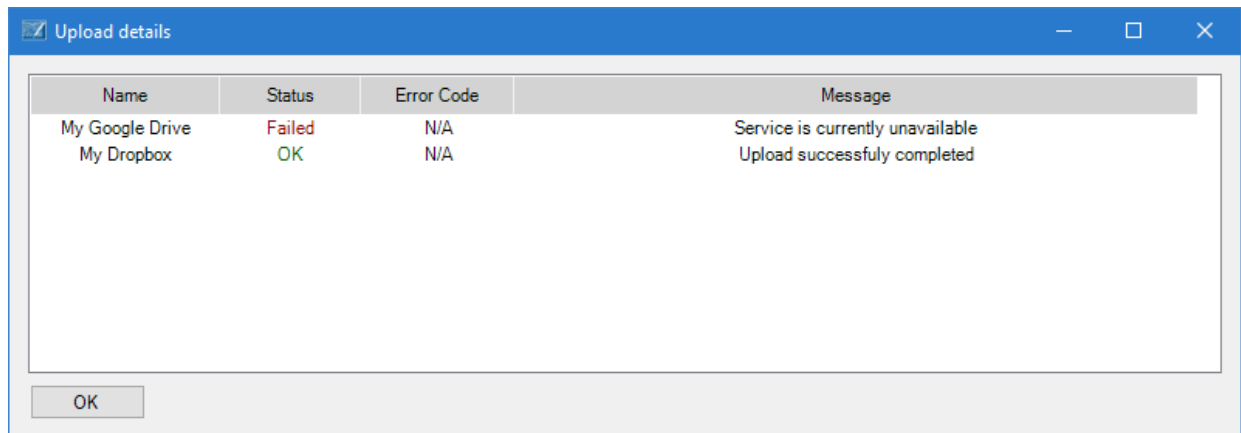 Upload details
Name Status Error Code Message
My Google Drive Failed N/A Service is currently unavailable
My Dropbox OK N/A Upload successfuly completed
OK